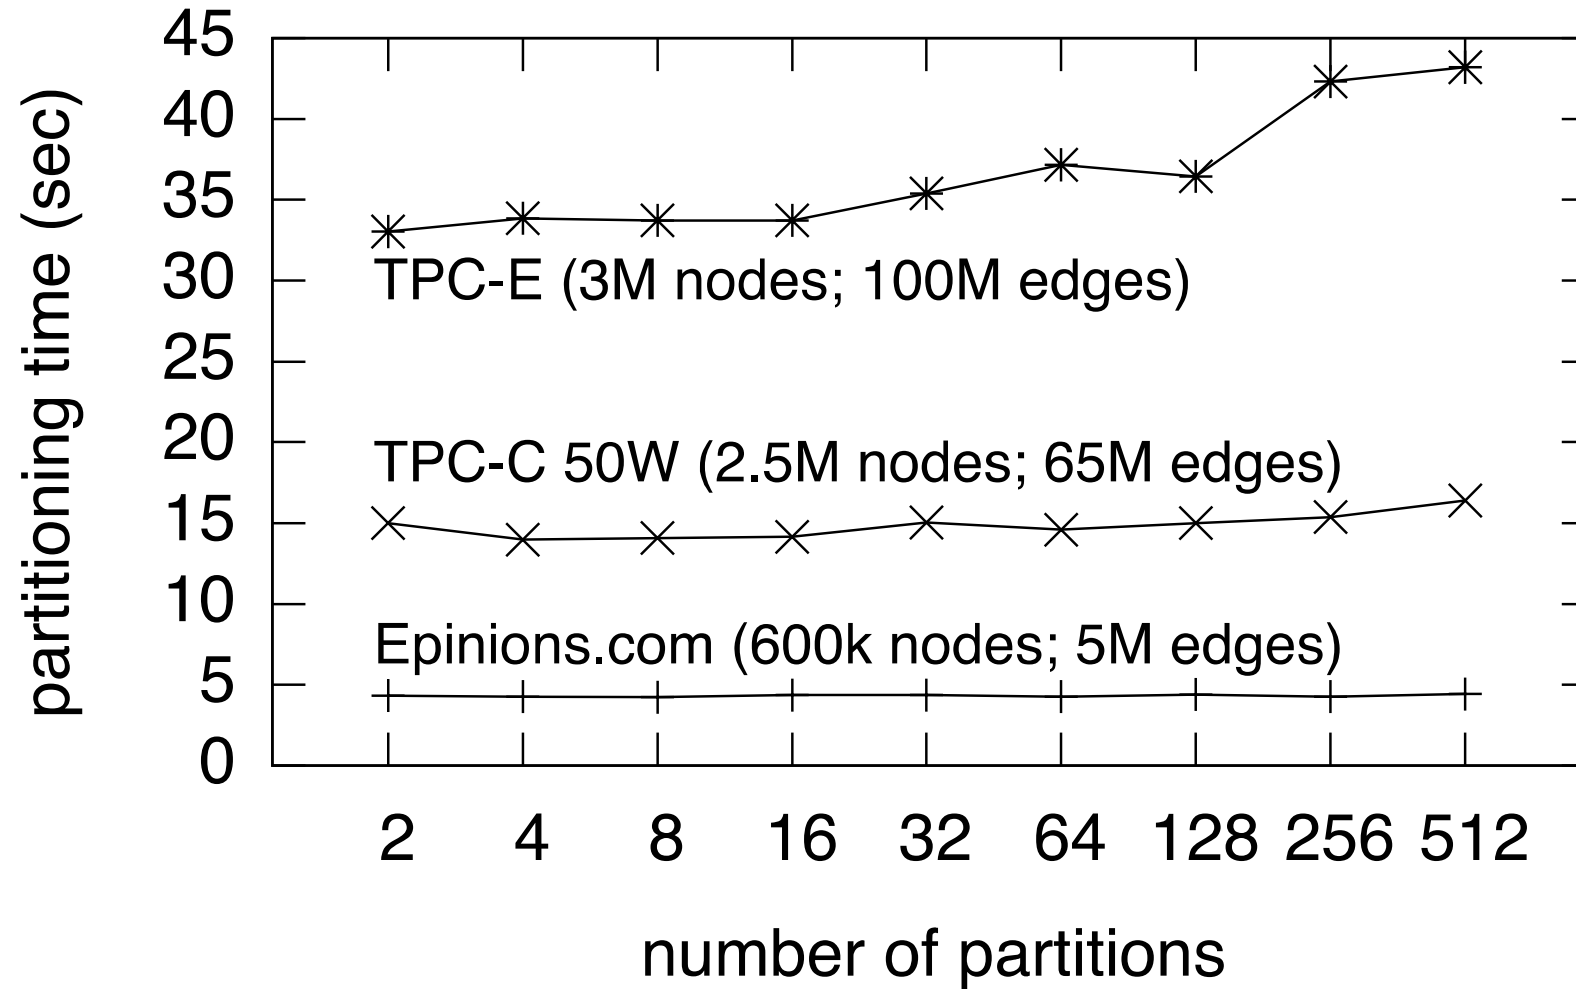 partitioning time (sec)
45
40
35
30
25
20
15
10
5
0
TPC-E (3M nodes; 100M edges)
TPC-C 50W (2.5M nodes; 65M edges)
Epinions.com (600k nodes; 5M edges)
2 4 8 16 32 64 128 256 512
number of partitions